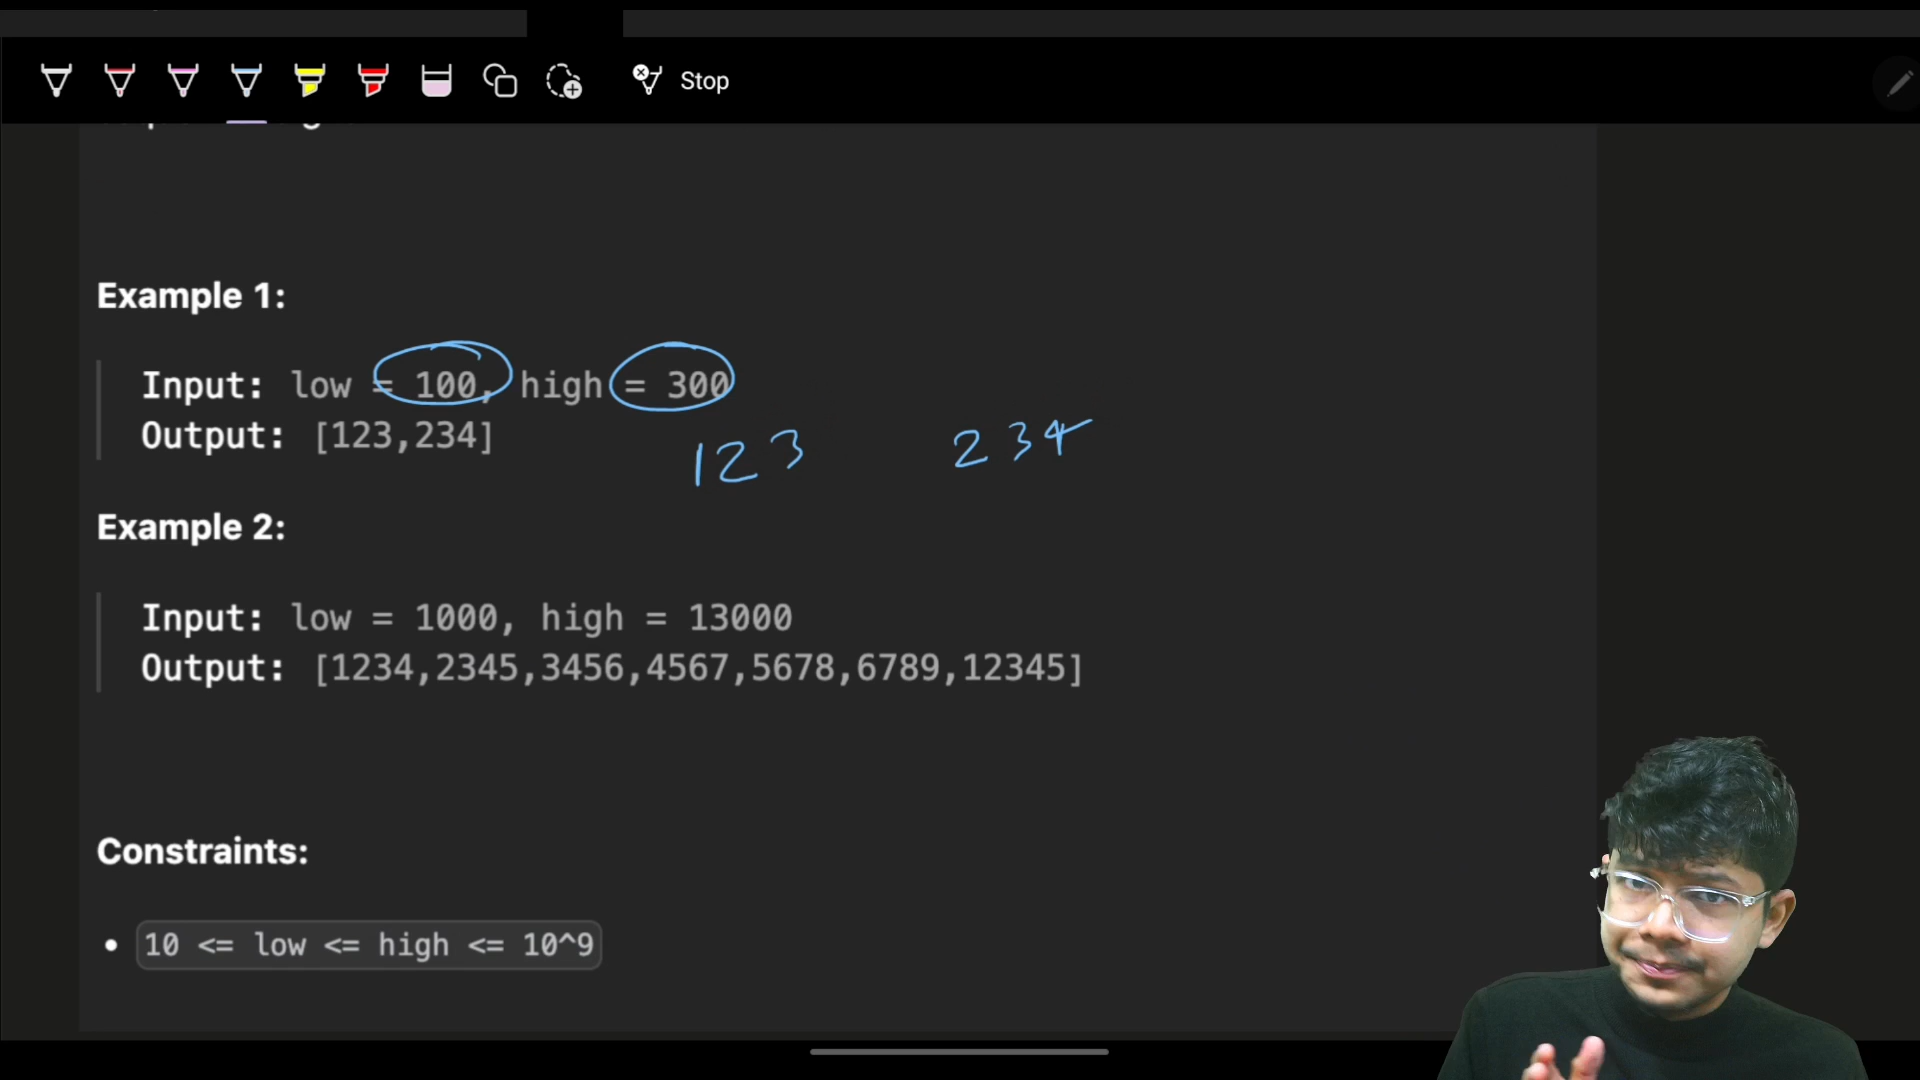 Stop
Example 1:
Input: low = 100, high = 300
Output: [123,234]
123 234
Example 2:
Input: low = 1000, high = 13000
Output: [1234,2345,3456,4567,5678,6789,12345]
Constraints:
• 10 <= low <= high <= 10^9